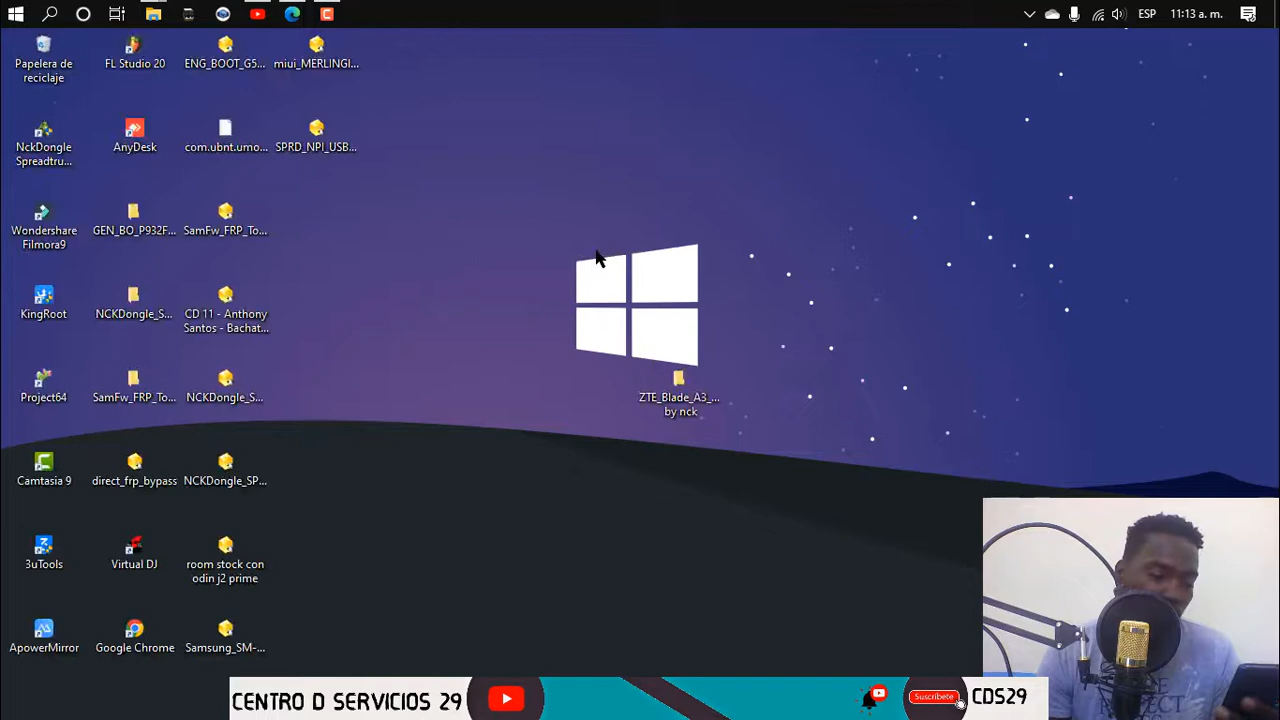 ESP
11:13 a. m.
Papelera de
reciclaje
FL Studio 20
ENG_BOOT_G5...
miui_MERLINGI...
NckDongle
Spreadtru...
AnyDesk
com.ubnt.umo...
SPRD_NPI_USB...
Wondershare
Filmora9
GEN_BO_P932F...
SamFw_FRP_To...
KingRoot
NCKDongle_S...
CD 11 - Anthony
Santos - Bachat...
Project64
SamFw_FRP_To...
NCKDongle_S...
ZTE_Blade_A3_...
by nck
Camtasia 9
direct_frp_bypass
NCKDongle_SP...
3uTools
Virtual DJ
room stock con
odin j2 prime
ApowerMirror
Google Chrome
Samsung_SM-...
CENTRO D SERVICIOS 29
Suscribete
CDS29